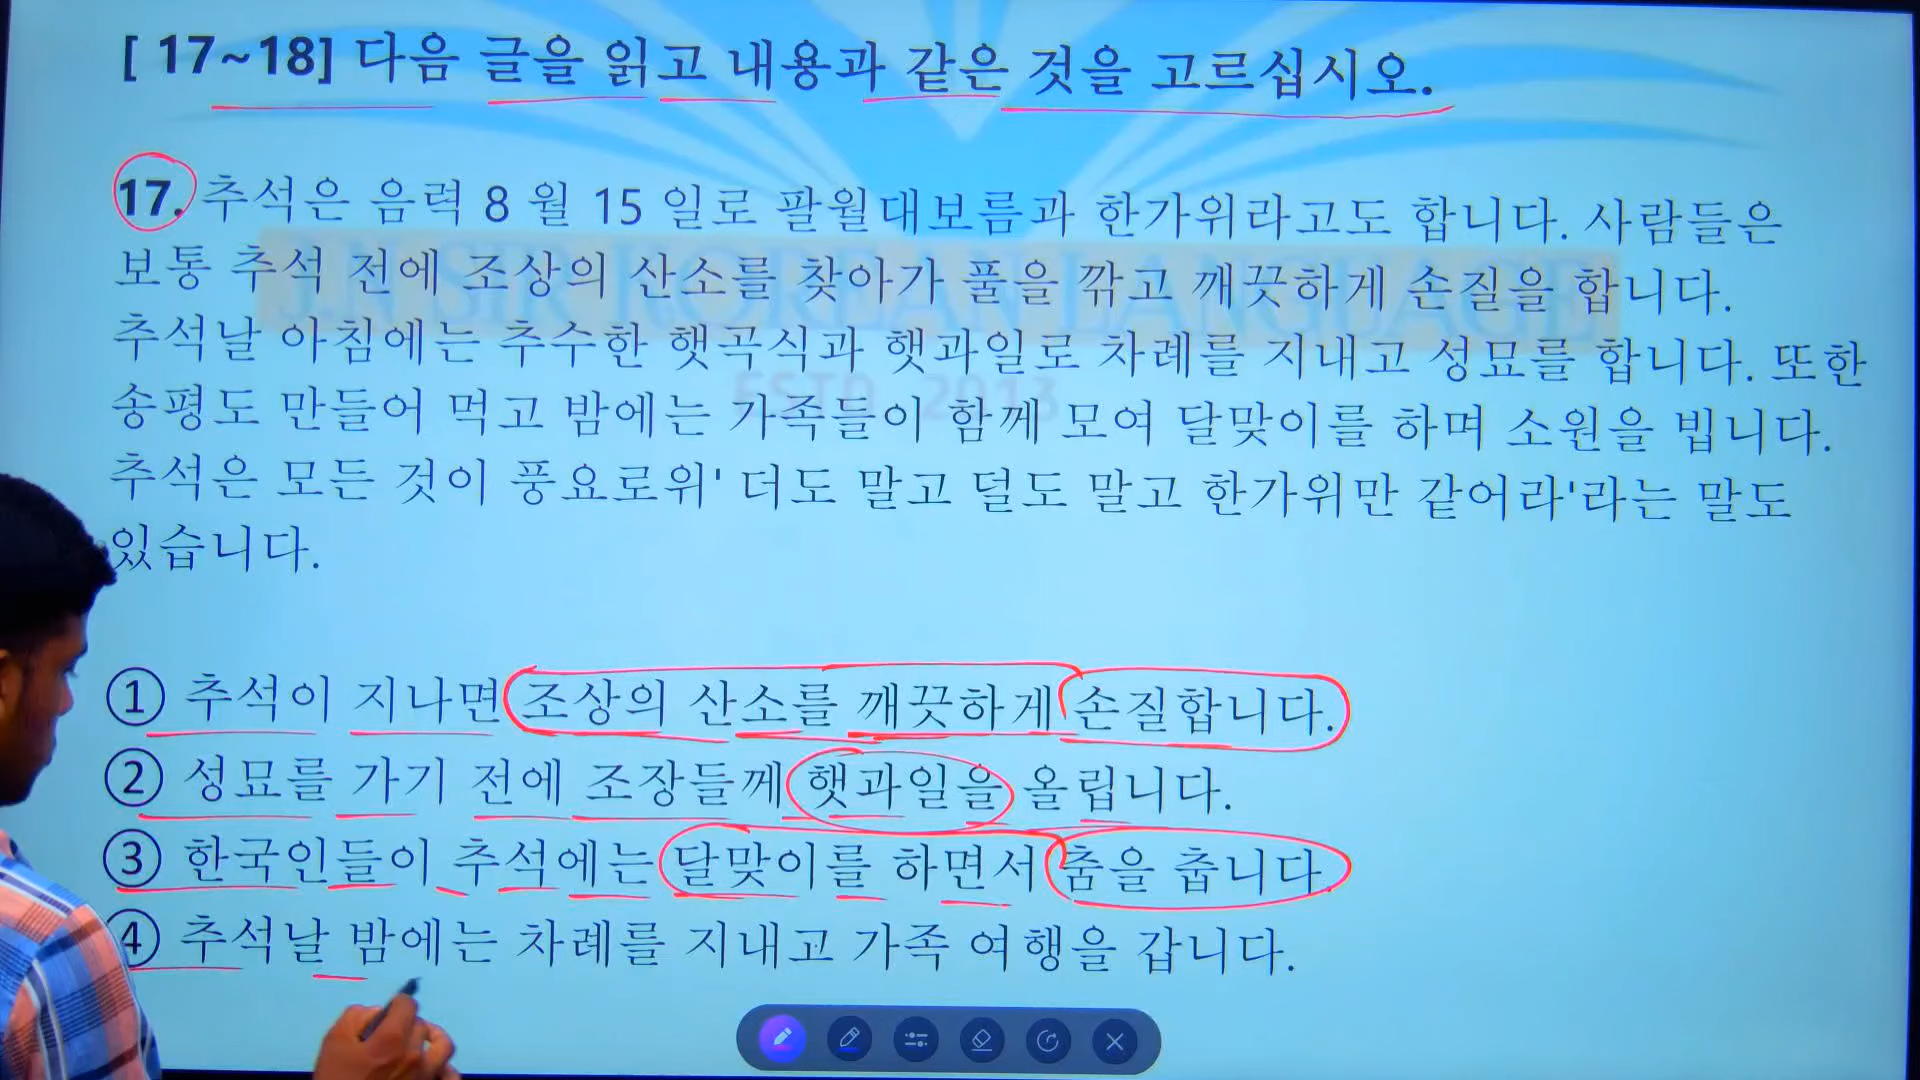 [ 17~18] 다음 글을 읽고 내용과 같은 것을 고르십시오.
17. 추석은 음력 8 월 15 일로 팔월대보름과 한가위라고도 합니다. 사람들은
보통 추석 전에 조상의 산소를 찾아가 풀을 깎고 깨끗하게 손질을 합니다.
추석날 아침에는 추수한 햇곡식과 햇과일로 차례를 지내고 성묘를 합니다. 또한
송평도 만들어 먹고 밤에는 가족들이 함께 모여 달맞이를 하며 소원을 빕니다.
추석은 모든 것이 풍요로워' 더도 말고 덜도 말고 한가위만 같어라'라는 말도
있습니다.
J.N SIR KOREAN LANGUAGE
ESTD 2013
① 추석이 지나면 조상의 산소를 깨끗하게 손질합니다.
② 성묘를 가기 전에 조장들께 햇과일을 올립니다.
③ 한국인들이 추석에는 달맞이를 하면서 춤을 춥니다.
④ 추석날 밤에는 차례를 지내고 가족 여행을 갑니다.